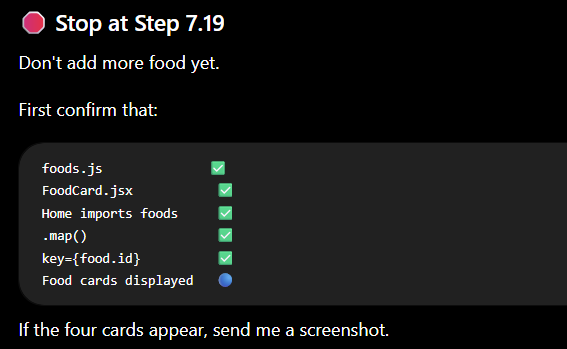 🛑 Stop at Step 7.19
Don't add more food yet.
First confirm that:
foods.js ✅
FoodCard.jsx ✅
Home imports foods ✅
.map() ✅
key={food.id} ✅
Food cards displayed 🔵
If the four cards appear, send me a screenshot.